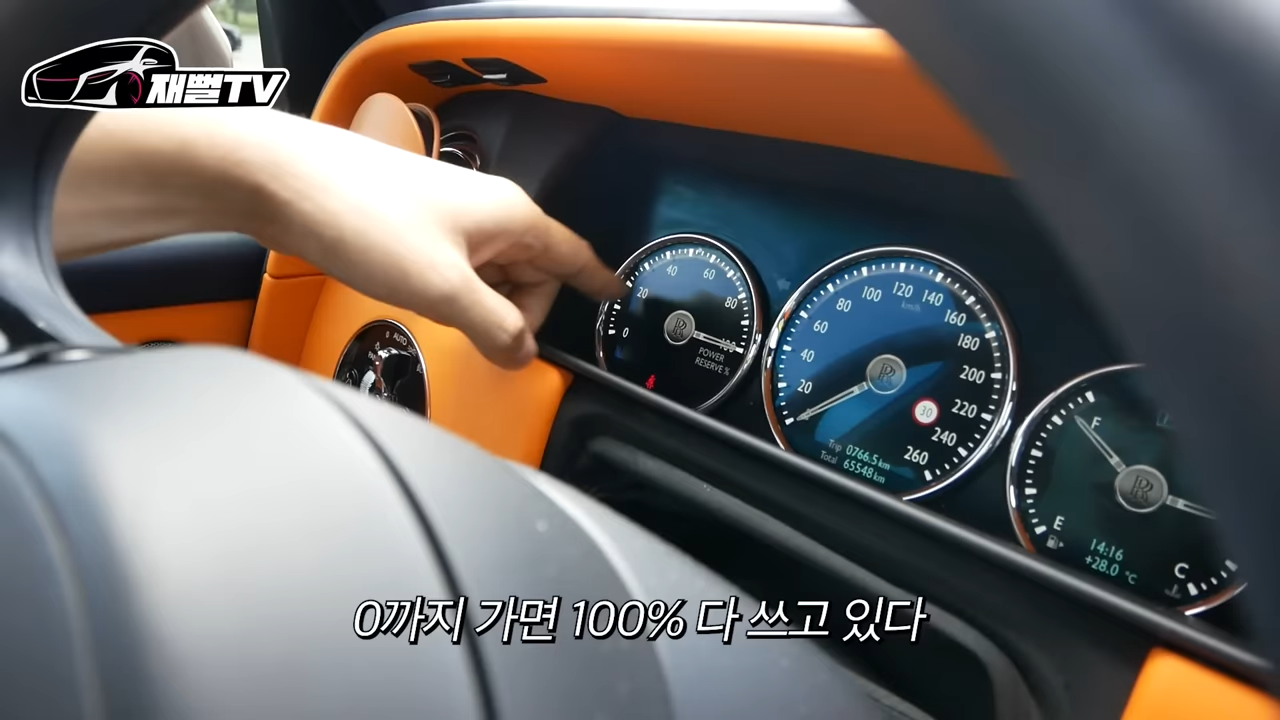 재뻘TV
0 20 40 60 80 100
POWER
RESERVE %
20 40 60 80 100 120 140 160 180 200 220 240 260
km/h
30
Trip 0766.5 km
Total 65548 km
F
E
14:16
+28.0 °C
C
AUTO
0까지 가면 100% 다 쓰고 있다